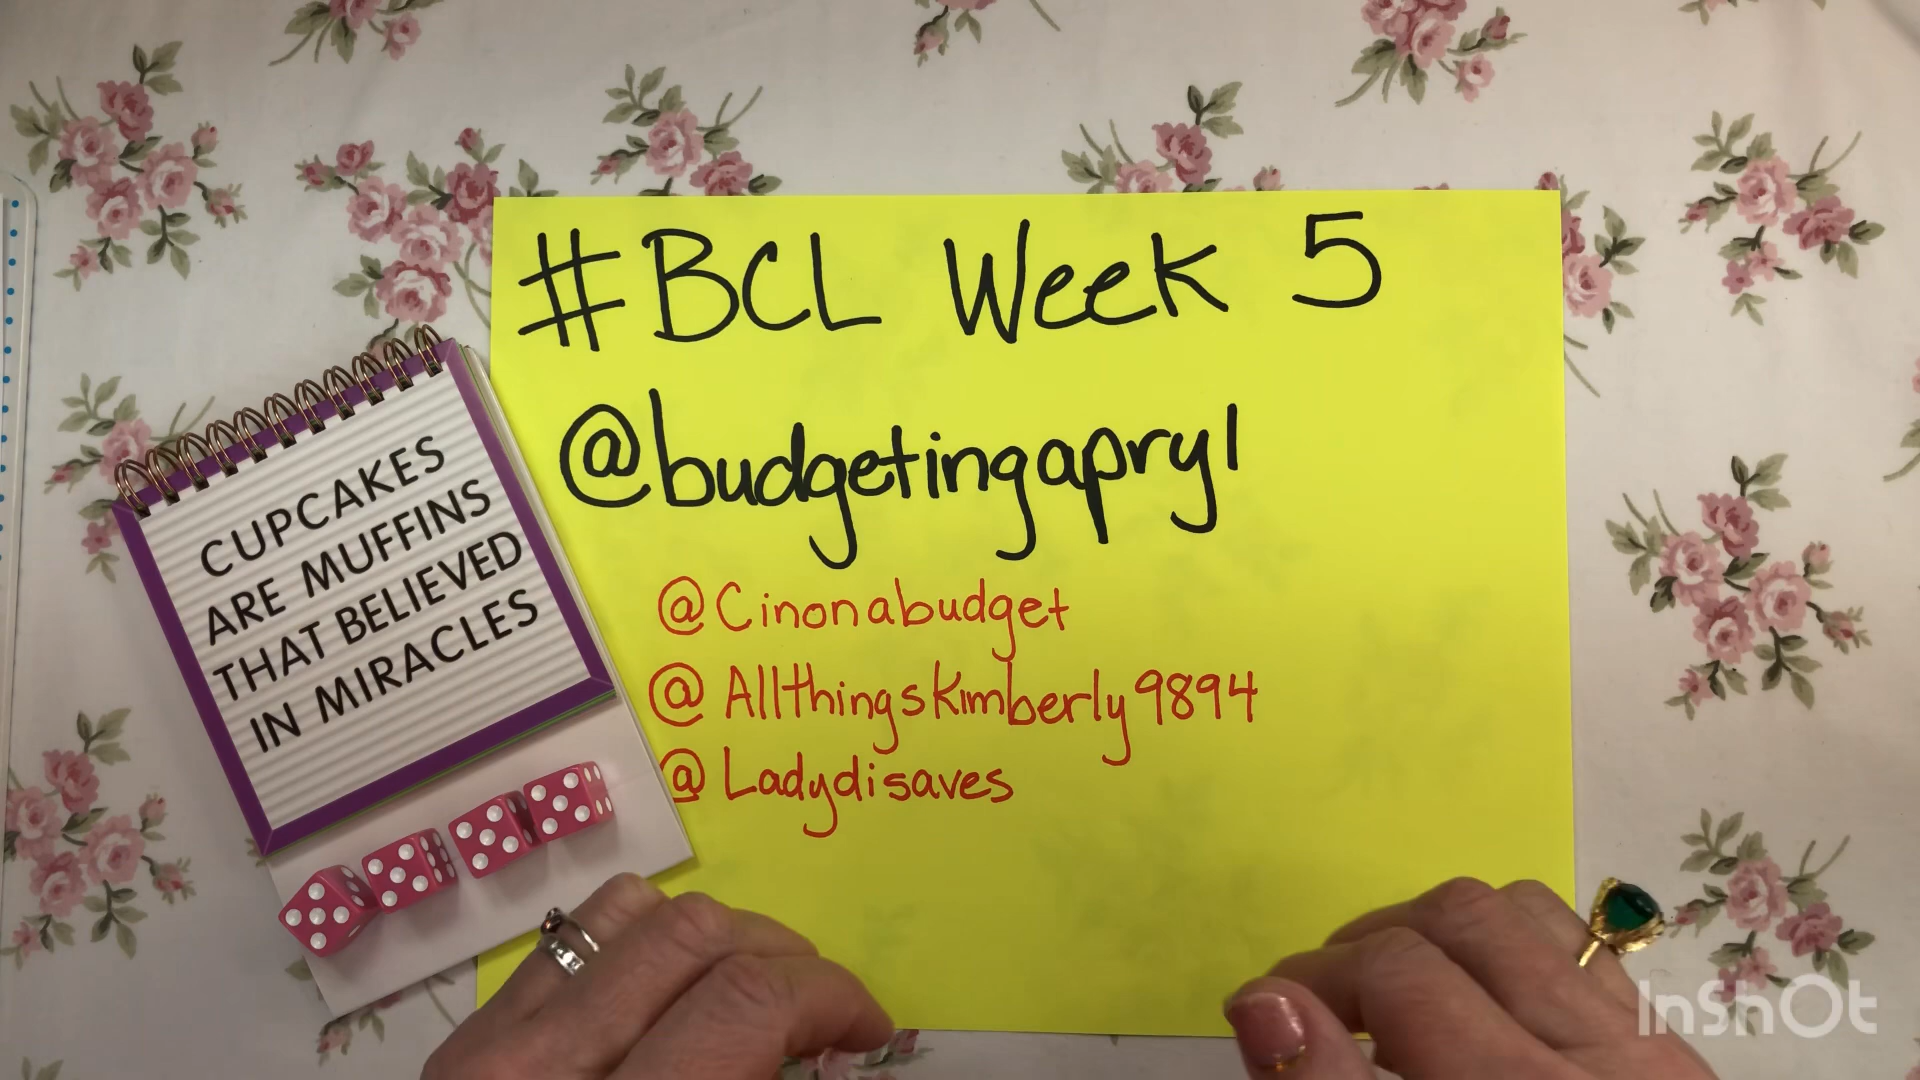 #BCL Week 5
@budgetingapryl
@Cinonabudget
@AllthingsKimberly9894
@Ladydisaves
CUPCAKES
ARE MUFFINS
THAT BELIEVED
IN MIRACLES
InShOt